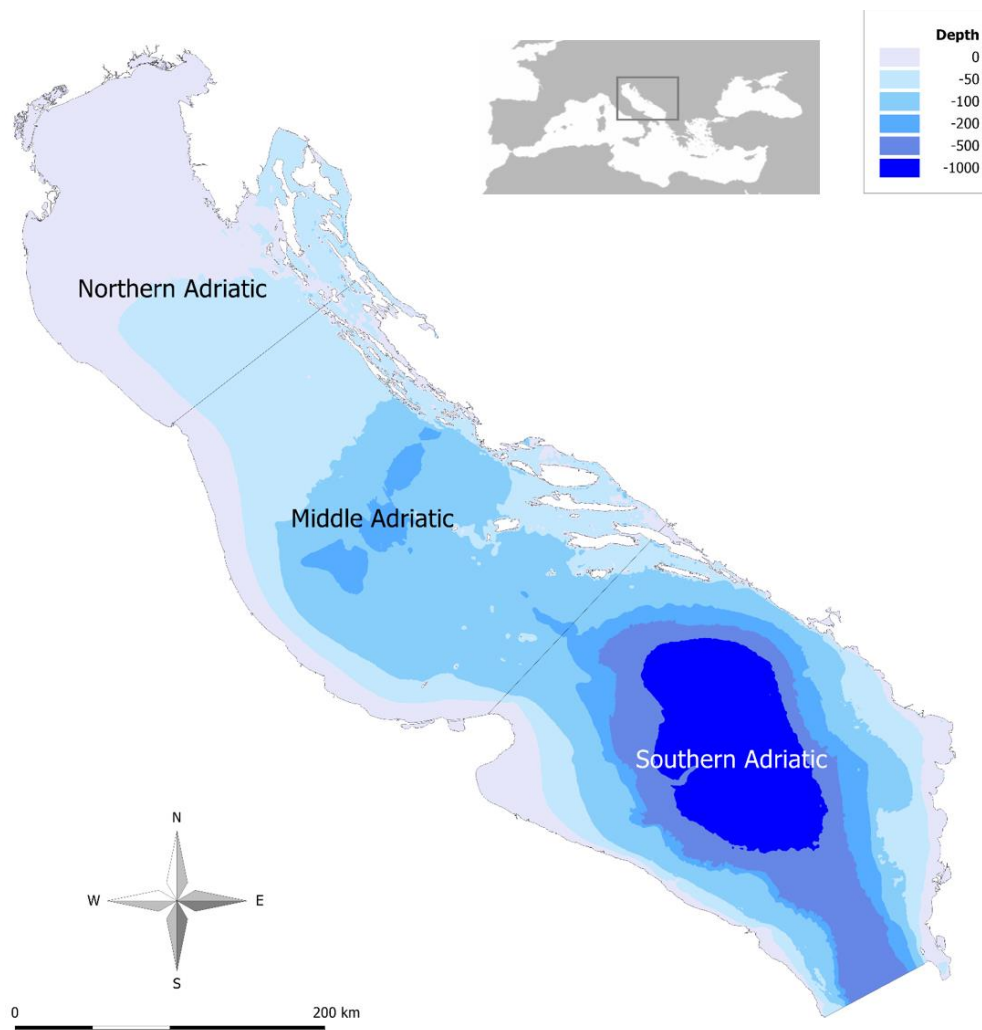 Depth
0
-50
-100
-200
-500
-1000
Northern Adriatic
Middle Adriatic
Southern Adriatic
N
W E
S
0 200 km